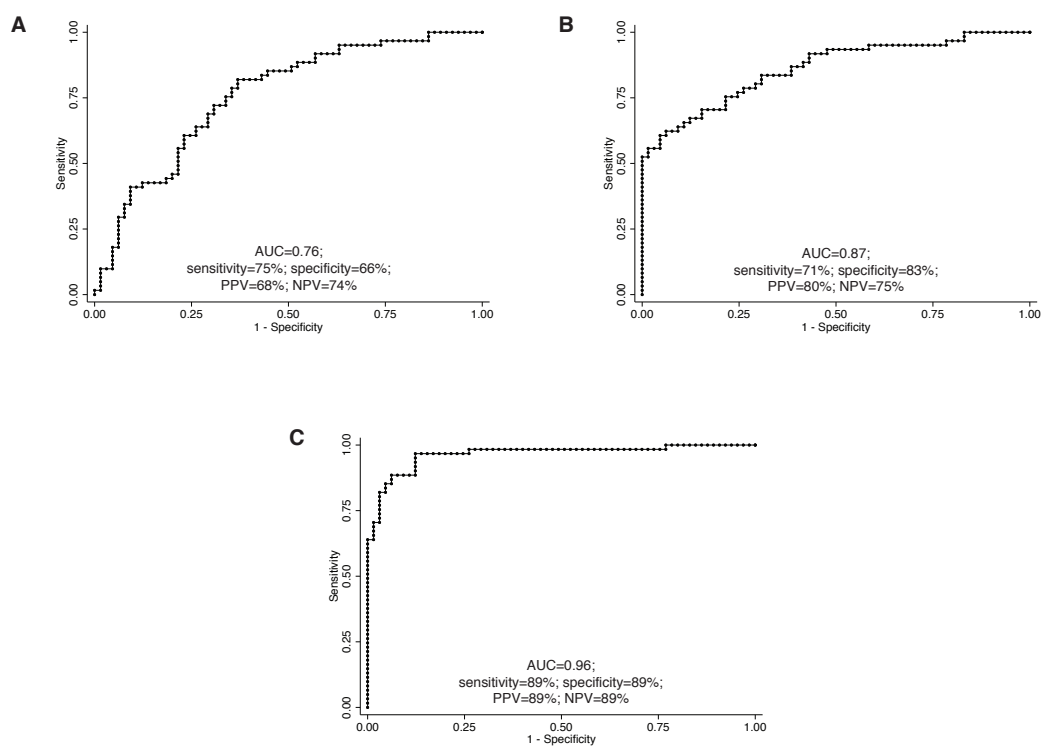 A
1.00
0.75
0.50
0.25
0.00
Sensitivity
AUC=0.76;
sensitivity=75%; specificity=66%;
PPV=68%; NPV=74%
0.00 0.25 0.50 0.75 1.00
1 - Specificity
B
1.00
0.75
0.50
0.25
0.00
Sensitivity
AUC=0.87;
sensitivity=71%; specificity=83%;
PPV=80%; NPV=75%
0.00 0.25 0.50 0.75 1.00
1 - Specificity
C
1.00
0.75
0.50
0.25
0.00
Sensitivity
AUC=0.96;
sensitivity=89%; specificity=89%;
PPV=89%; NPV=89%
0.00 0.25 0.50 0.75 1.00
1 - Specificity